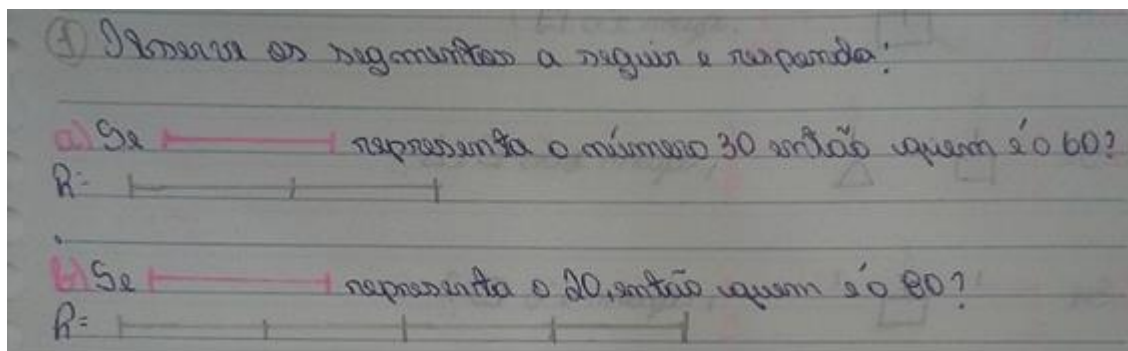 ① Observe os segmentos a seguir e responda:
a) Se representa o número 30 então quem é o 60?
R=
b) Se representa o 20, então quem é o 80?
R=